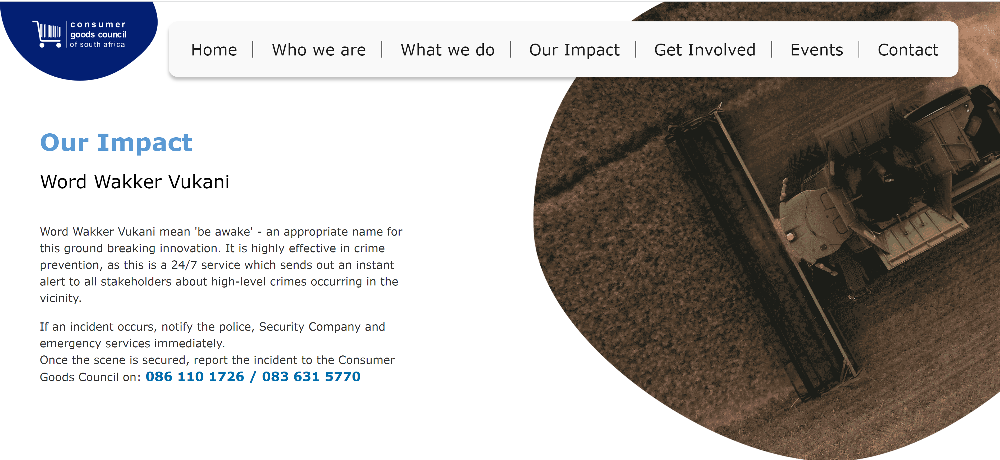 consumer
goods council
of south africa
Home
Who we are
What we do
Our Impact
Get Involved
Events
Contact
Our Impact
Word Wakker Vukani
Word Wakker Vukani mean 'be awake' - an appropriate name for
this ground breaking innovation. It is highly effective in crime
prevention, as this is a 24/7 service which sends out an instant
alert to all stakeholders about high-level crimes occurring in the
vicinity.
If an incident occurs, notify the police, Security Company and
emergency services immediately.
Once the scene is secured, report the incident to the Consumer
Goods Council on: 086 110 1726 / 083 631 5770